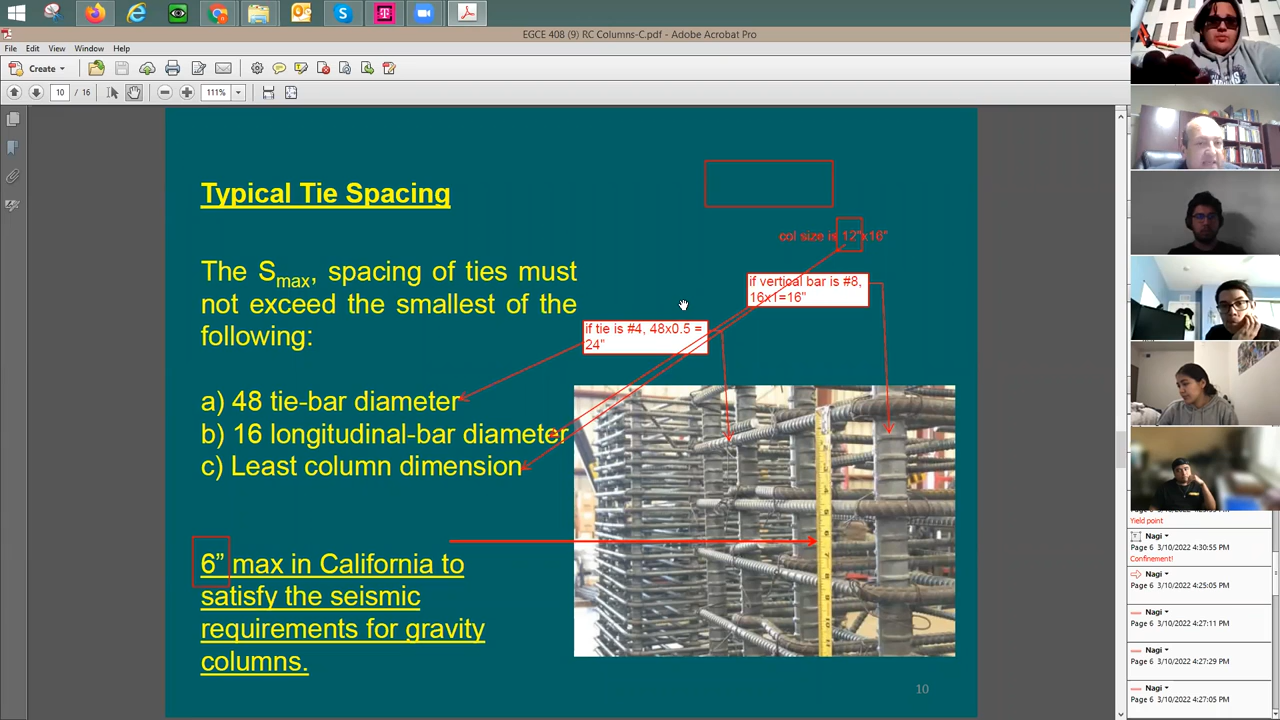 EGCE 408 (9) RC Columns-C.pdf - Adobe Acrobat Pro
File Edit View Window Help
Create
10 / 16 111%
Typical Tie Spacing
col size is 12"x16"
The Smax, spacing of ties must
not exceed the smallest of the
following:
if vertical bar is #8,
16x1=16"
if tie is #4, 48x0.5 =
24"
a) 48 tie-bar diameter
b) 16 longitudinal-bar diameter
c) Least column dimension
6” max in California to
satisfy the seismic
requirements for gravity
columns.
10
Yield point
Nagi
Page 6 3/10/2022 4:30:55 PM
Confinement!
Nagi
Page 6 3/10/2022 4:25:05 PM
Nagi
Page 6 3/10/2022 4:27:11 PM
Nagi
Page 6 3/10/2022 4:27:29 PM
Nagi
Page 6 3/10/2022 4:27:05 PM